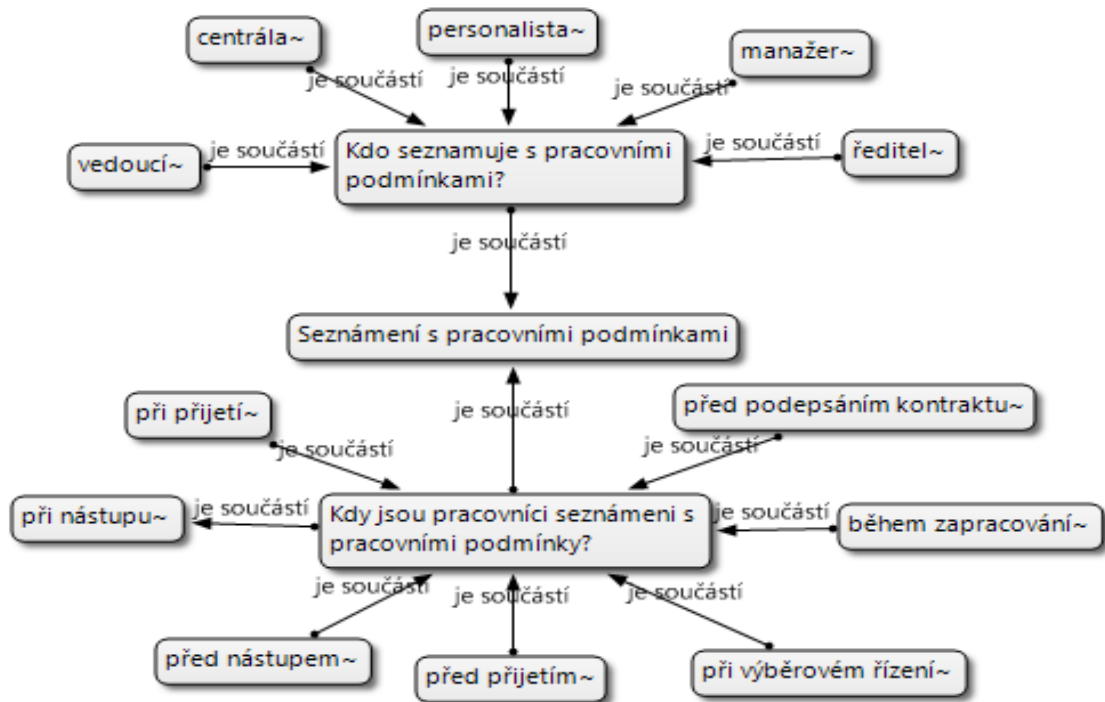 centrála~
personalista~
manažer~
je součástí
je součástí
je součástí
vedoucí~
je součástí
Kdo seznamuje s pracovními
podmínkami?
je součástí
ředitel~
je součástí
Seznámení s pracovními podmínkami
při přijetí~
je součástí
před podepsáním kontraktu~
je součástí
je součástí
při nástupu~
je součástí
Kdy jsou pracovníci seznámeni s
pracovními podmínky?
je součástí
během zapracování~
je součástí
je součástí
je součástí
před nástupem~
před přijetím~
při výběrovém řízení~